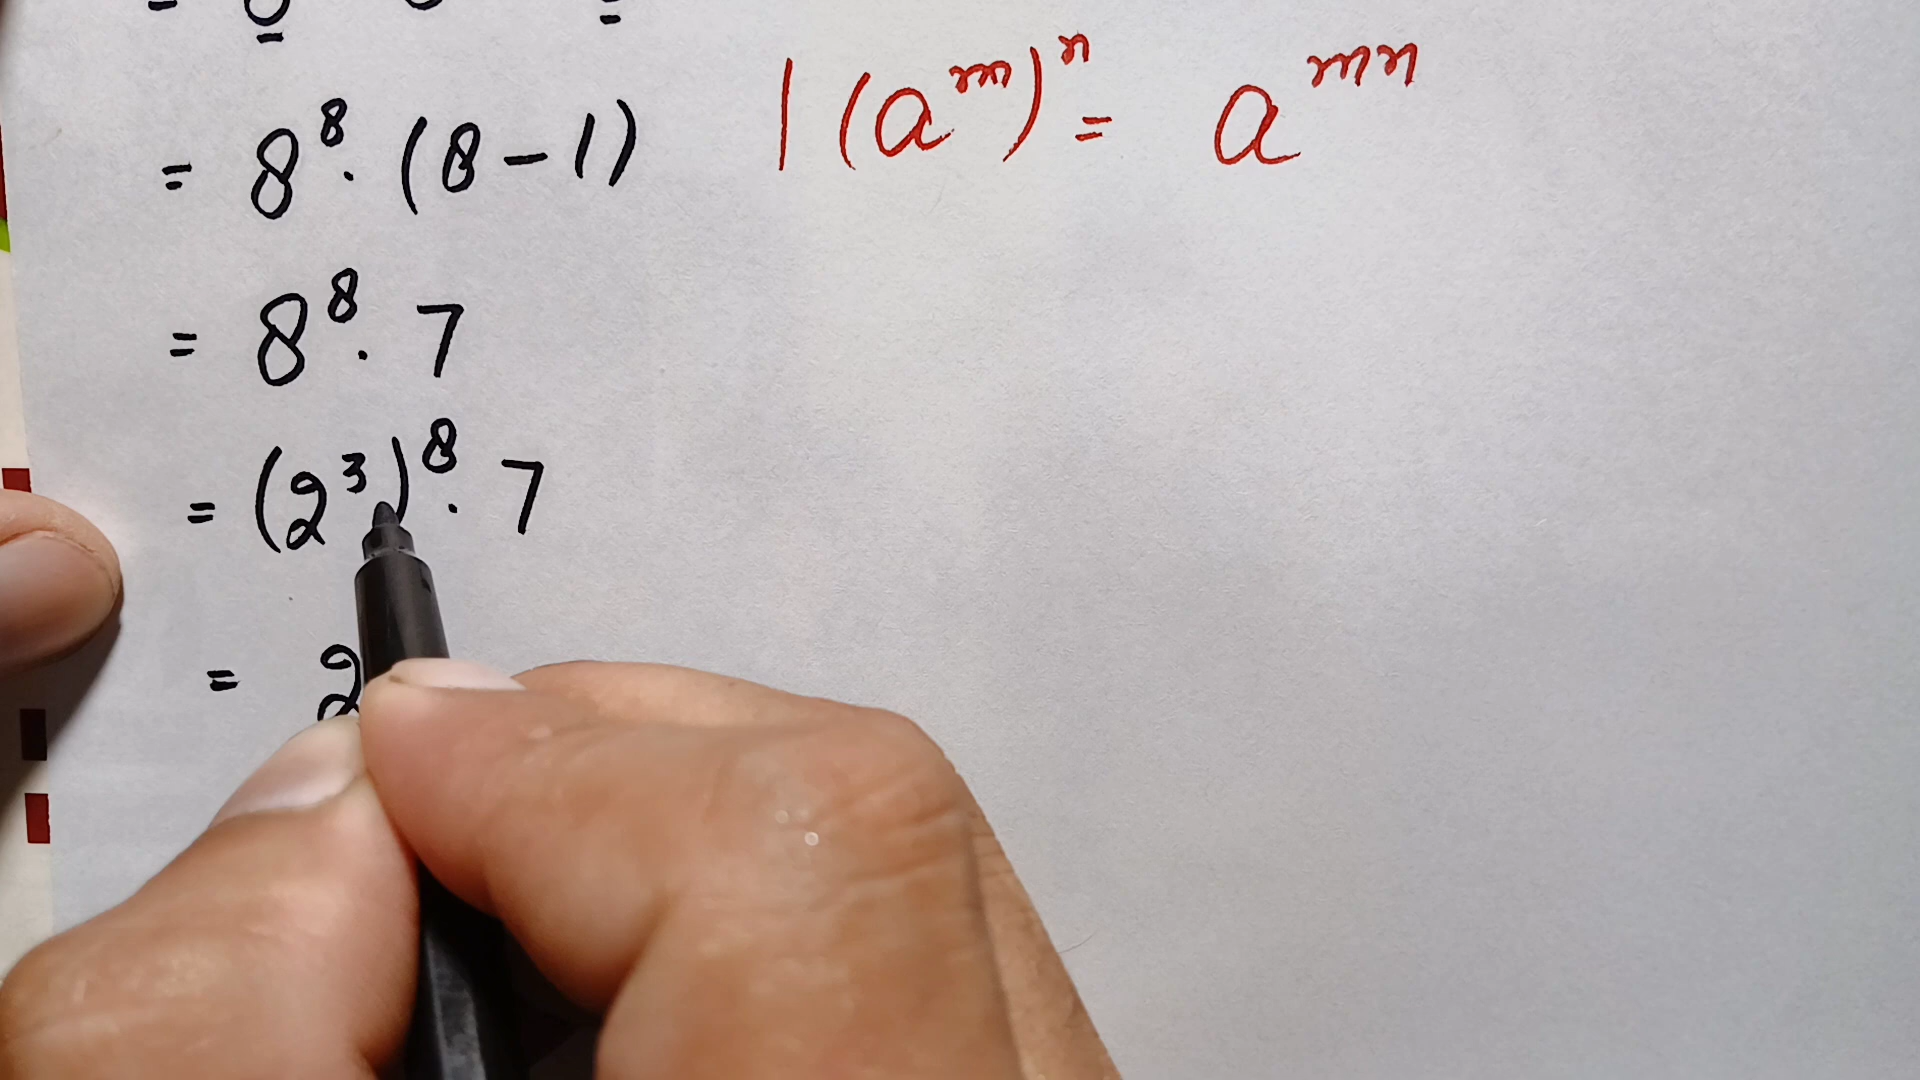 = 8⁸ · (8 - 1) | (aᵐ)ⁿ = aᵐⁿ
= 8⁸ · 7
= (2³)⁸ · 7
= 2